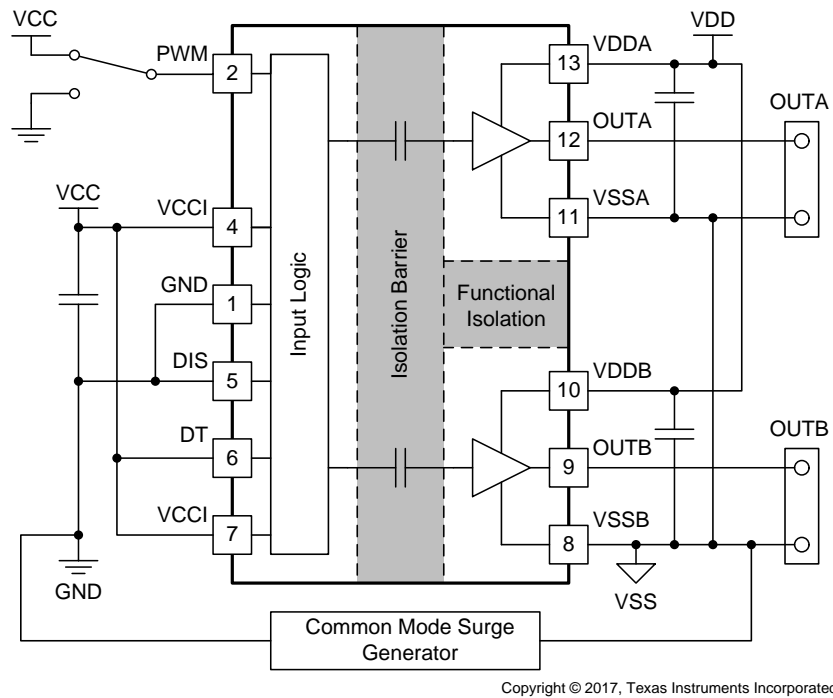 VCC
PWM
2
VCC
VCCI
4
GND
1
DIS
5
DT
6
VCCI
7
GND
Input Logic
Isolation Barrier
Functional
Isolation
VDDA
13
OUTA
12
VSSA
11
VDDB
10
OUTB
9
VSSB
8
VDD
OUTA
OUTB
VSS
Common Mode Surge
Generator
Copyright © 2017, Texas Instruments Incorporated